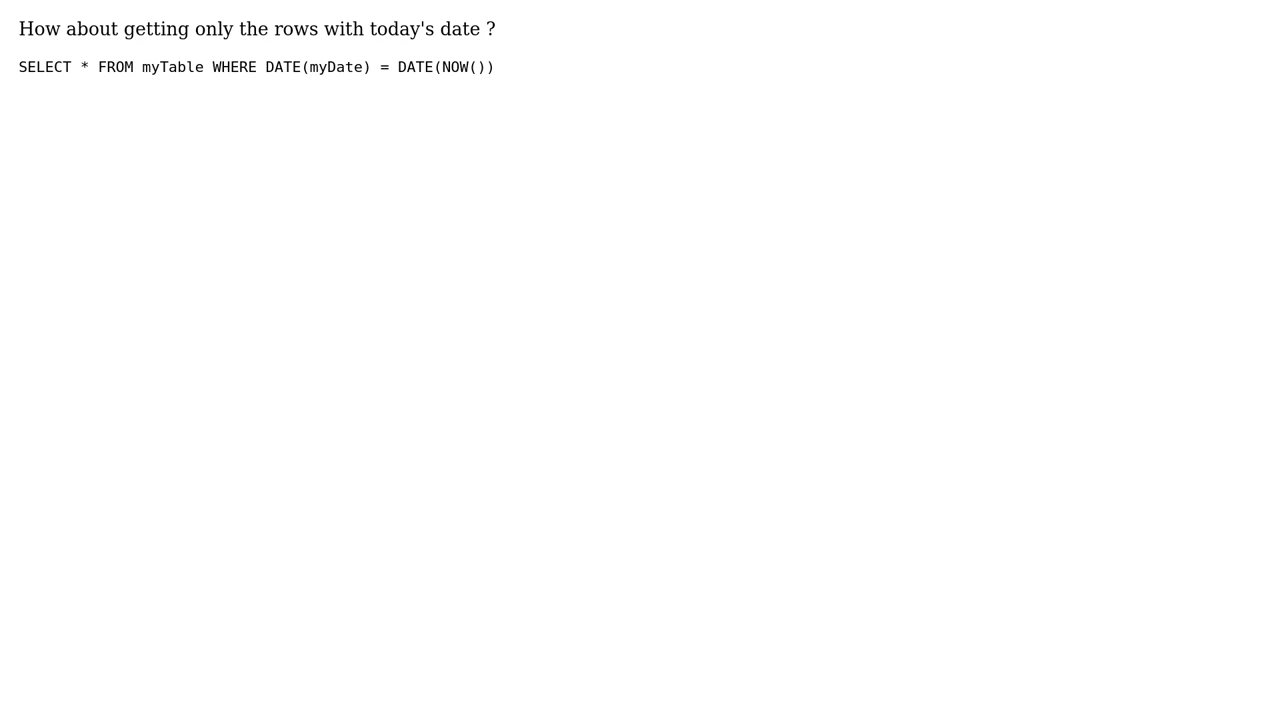 How about getting only the rows with today's date ?
SELECT * FROM myTable WHERE DATE(myDate) = DATE(NOW())